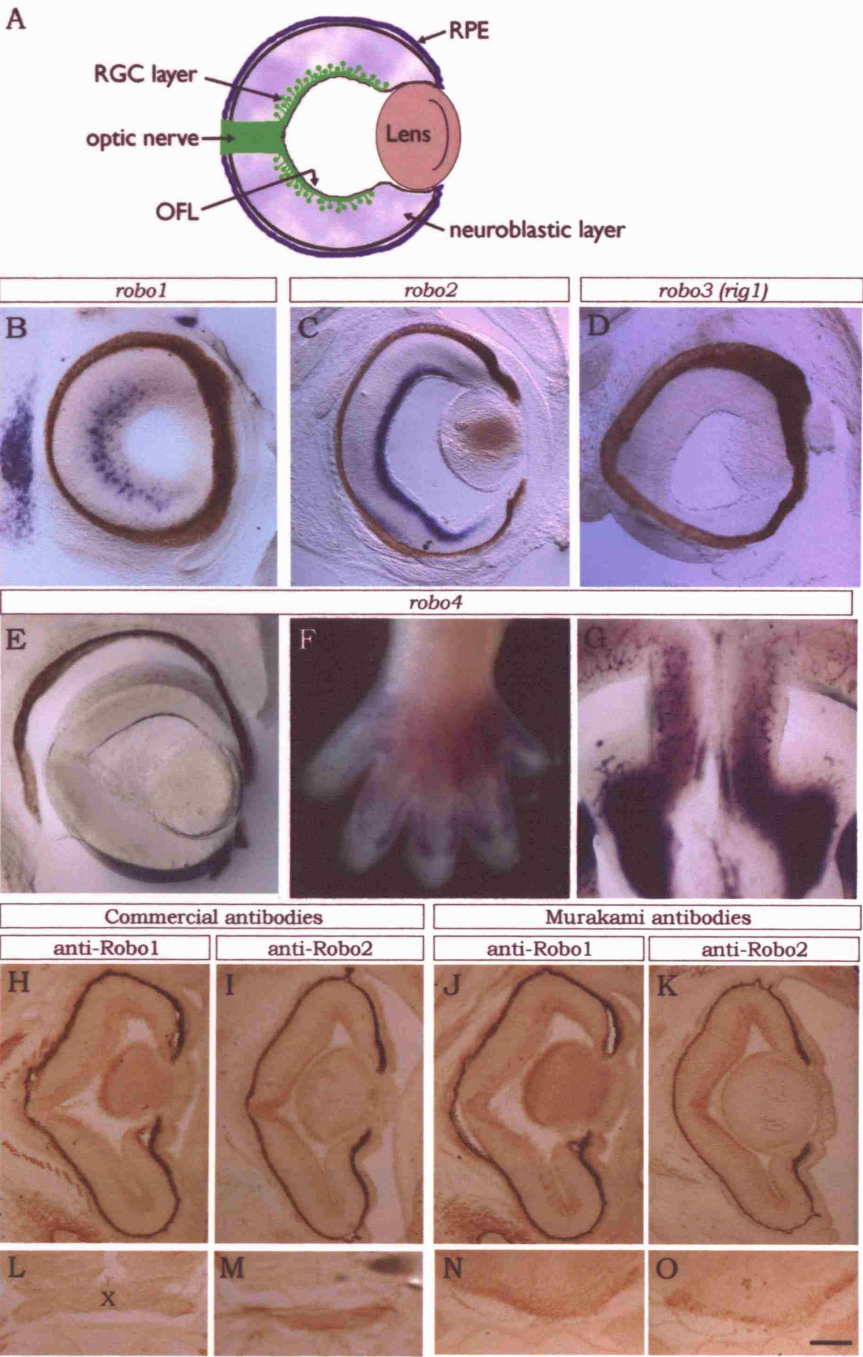 A
RPE
RGC layer
optic nerve
Lens
OFL
neuroblastic layer
robo1
robo2
robo3 (rig1)
B
C
D
robo4
E
F
G
Commercial antibodies
Murakami antibodies
anti-Robo1
anti-Robo2
anti-Robo1
anti-Robo2
H
I
J
K
L
X
M
N
O